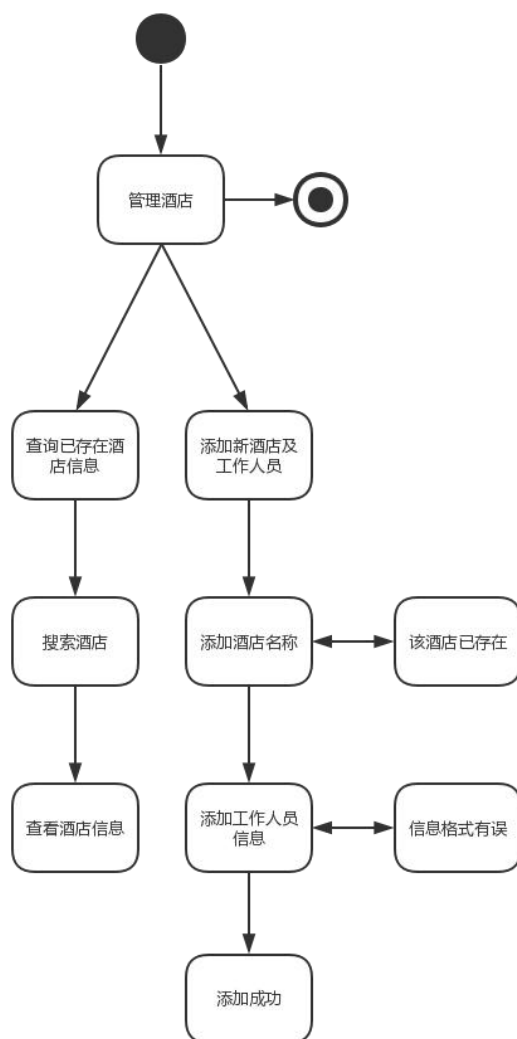 管理酒店
查询已存在酒
店信息
添加新酒店及
工作人员
搜索酒店
添加酒店名称
该酒店已存在
查看酒店信息
添加工作人员
信息
信息格式有误
添加成功